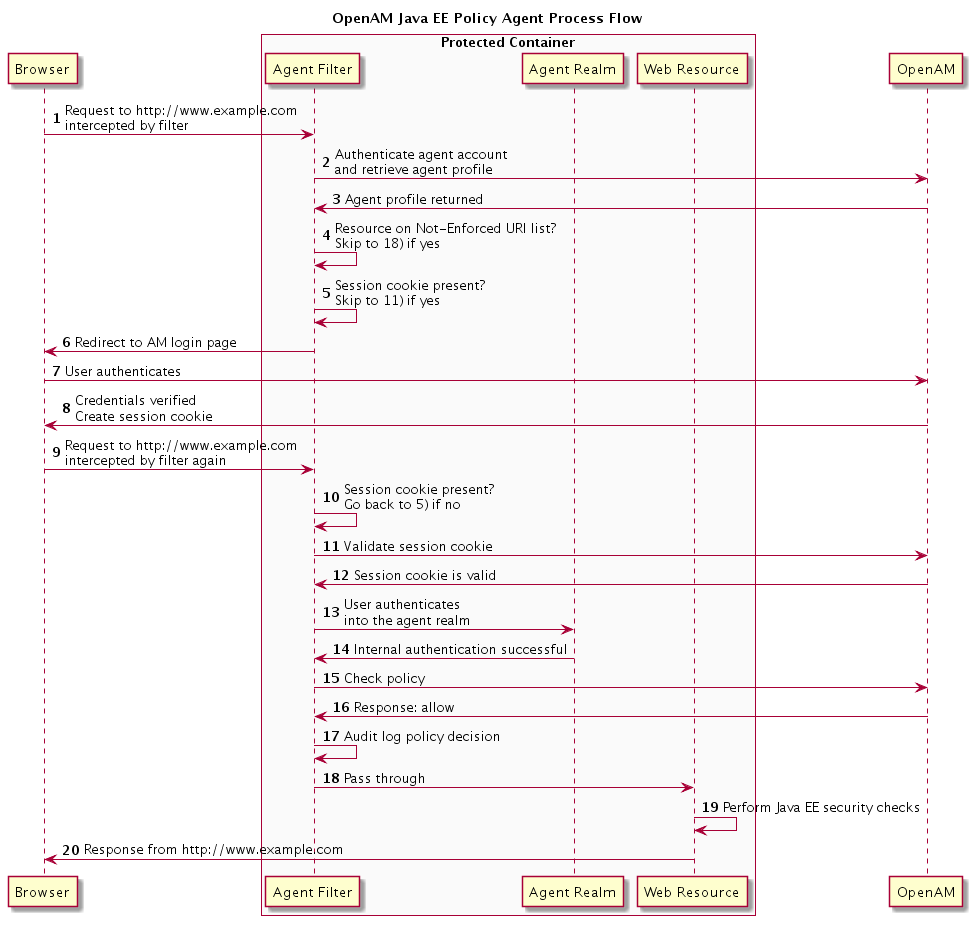 OpenAM Java EE Policy Agent Process Flow
Protected Container
Browser
Agent Filter
Agent Realm
Web Resource
OpenAM
1 Request to http://www.example.com
intercepted by filter
2 Authenticate agent account
and retrieve agent profile
3 Agent profile returned
4 Resource on Not-Enforced URI list?
Skip to 18) if yes
5 Session cookie present?
Skip to 11) if yes
6 Redirect to AM login page
7 User authenticates
8 Credentials verified
Create session cookie
9 Request to http://www.example.com
intercepted by filter again
10 Session cookie present?
Go back to 5) if no
11 Validate session cookie
12 Session cookie is valid
13 User authenticates
into the agent realm
14 Internal authentication successful
15 Check policy
16 Response: allow
17 Audit log policy decision
18 Pass through
19 Perform Java EE security checks
20 Response from http://www.example.com
Browser
Agent Filter
Agent Realm
Web Resource
OpenAM